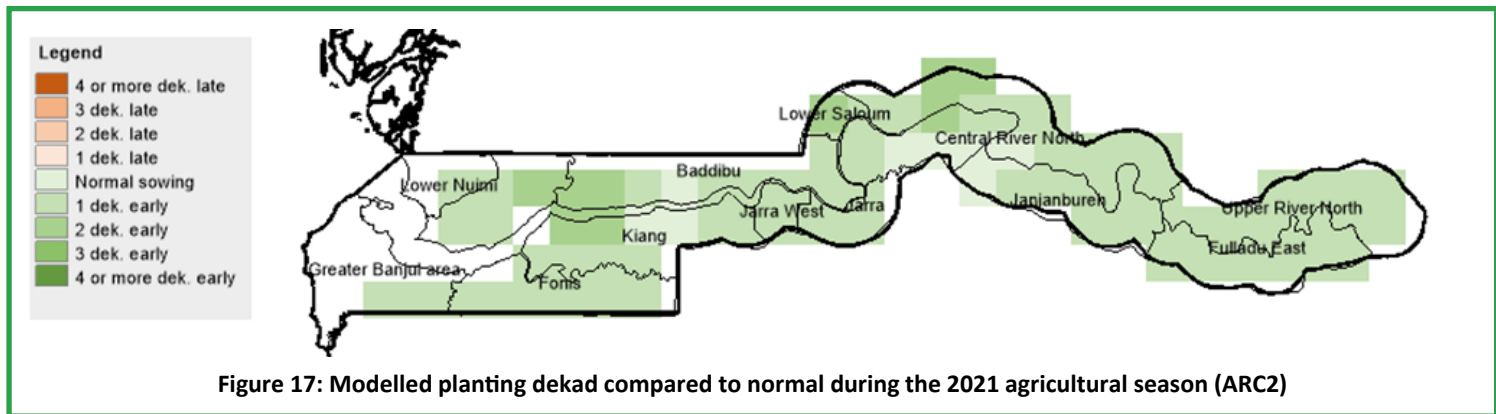 Legend
4 or more dek. late
3 dek. late
2 dek. late
1 dek. late
Normal sowing
1 dek. early
2 dek. early
3 dek. early
4 or more dek. early
Lower Saloum
Central River North
Baddibu
Lower Nuimi
Janjanbureh
Jarra West
Jarra
Upper River North
Kiang
Fulladu East
Greater Banjul area
Fonis
Figure 17: Modelled planting dekad compared to normal during the 2021 agricultural season (ARC2)